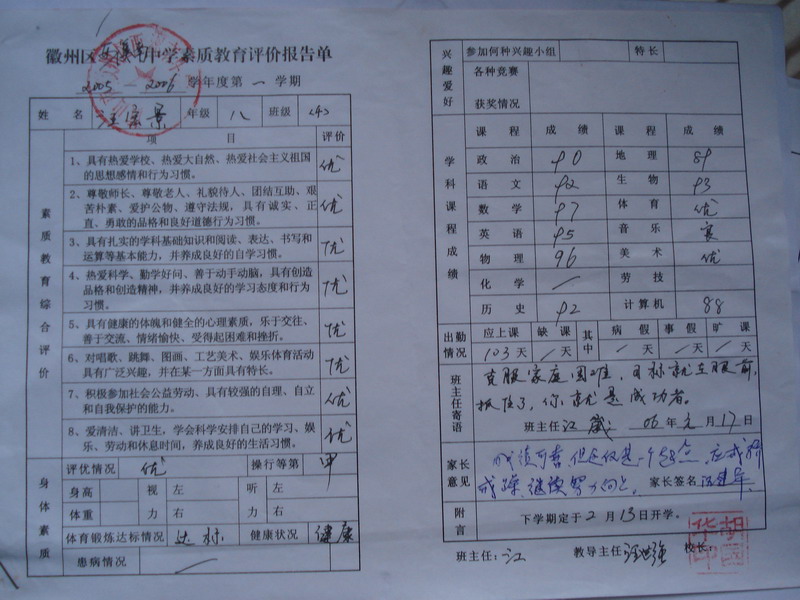 徽州区 中学素质教育评价报告单
2005 — 2006 学年度第 一 学期
姓 名 景 年级 八 班级 243
项 目 评价
素质教育综合评价
1、具有热爱学校、热爱大自然、热爱社会主义祖国
的思想感情和行为习惯。 优
2、尊敬师长、尊敬老人、礼貌待人、团结互助、艰
苦朴素、爱护公物、遵守法规，具有诚实、正
直、勇敢的品格和良好道德行为习惯。 优
3、具有扎实的学科基础知识和阅读、表达、书写和
运算等基本能力，并养成良好的自学习惯。 优
4、热爱科学、勤学好问、善于动手动脑，具有创造
品格和创造精神，并养成良好的学习态度和行为
习惯。 优
5、具有健康的体魄和健全的心理素质，乐于交往、
善于交流、情绪愉快、受得起困难和挫折。 优
6、对唱歌、跳舞、图画、工艺美术、娱乐体育活动
具有广泛兴趣，并在某一方面具有特长。 优
7、积极参加社会公益劳动、具有较强的自理、自立
和自我保护的能力。 优
8、爱清洁、讲卫生，学会科学安排自己的学习、娱
乐、劳动和休息时间，养成良好的生活习惯。 优
评优情况 优 操行等第 甲
身体素质
身高 视 左 听 左
体重 力 右 力 右
体育锻炼达标情况 达标 健康状况 健康
患病情况
兴趣爱好
参加何种兴趣小组 特长
各种竞赛
获奖情况
学科课程成绩
课 程 成 绩 课 程 成 绩
政 治 90 地 理 89
语 文 92 生 物 93
数 学 97 体 育 优
英 语 95 音 乐 良
物 理 96 美 术 优
化 学 劳 技
历 史 92 计算机 88
出勤 应上课 缺 课 其 病 假 事 假 旷 课
情况 103天 天 中 天 天 天
班主任寄语
克服家庭困难，目标就在眼前，
抓住了，你就是成功者。
班主任 江 06年元月17日
家长
意见
成绩可喜，但这仅是一个起点，应戒骄
戒躁，继续努力向上。 家长签名
附
言
下学期定于2月13日开学。
班主任：江 教导主任 校长：